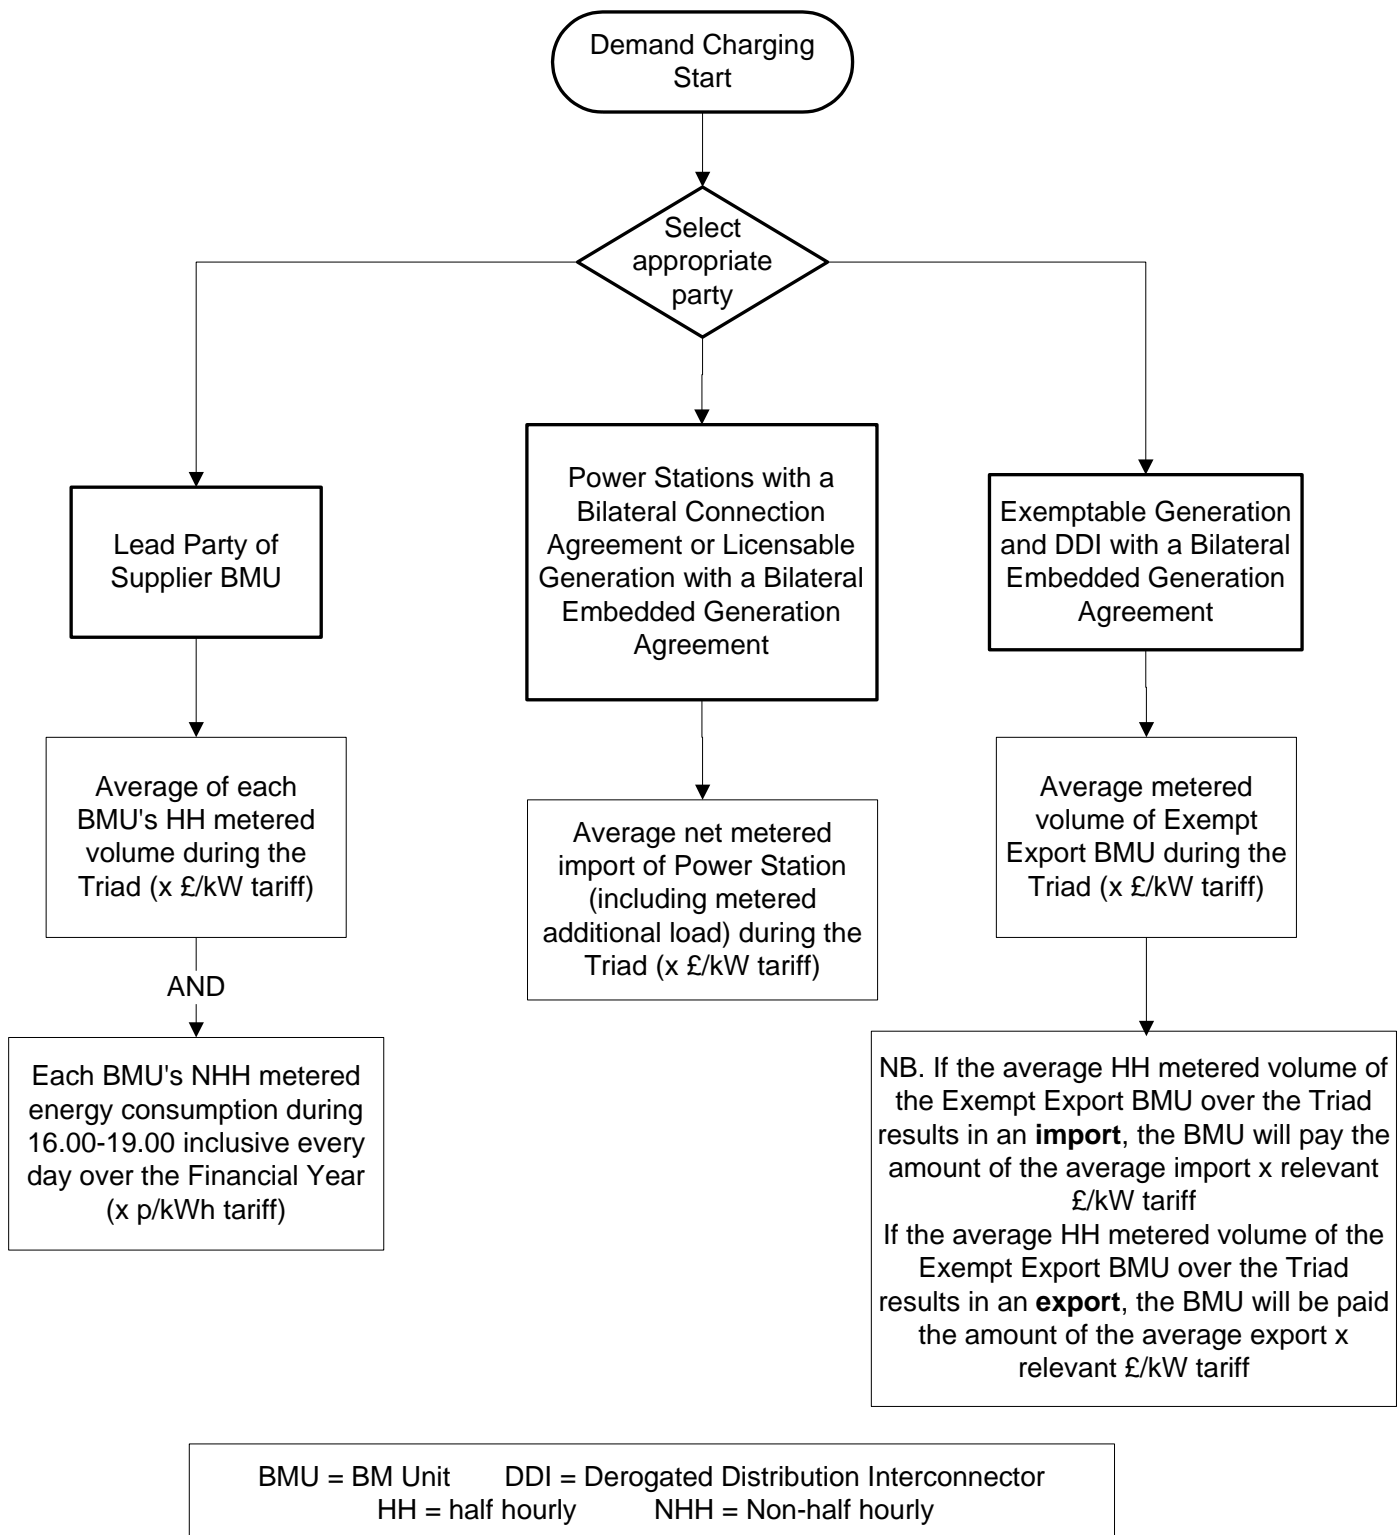 Demand Charging
Start
Select
appropriate
party
Lead Party of
Supplier BMU
Power Stations with a
Bilateral Connection
Agreement or Licensable
Generation with a Bilateral
Embedded Generation
Agreement
Exemptable Generation
and DDI with a Bilateral
Embedded Generation
Agreement
Average of each
BMU's HH metered
volume during the
Triad (x £/kW tariff)
Average net metered
import of Power Station
(including metered
additional load) during the
Triad (x £/kW tariff)
Average metered
volume of Exempt
Export BMU during the
Triad (x £/kW tariff)
AND
Each BMU's NHH metered
energy consumption during
16.00-19.00 inclusive every
day over the Financial Year
(x p/kWh tariff)
NB. If the average HH metered volume of
the Exempt Export BMU over the Triad
results in an import, the BMU will pay the
amount of the average import x relevant
£/kW tariff
If the average HH metered volume of the
Exempt Export BMU over the Triad
results in an export, the BMU will be paid
the amount of the average export x
relevant £/kW tariff
BMU = BM Unit DDI = Derogated Distribution Interconnector
HH = half hourly NHH = Non-half hourly